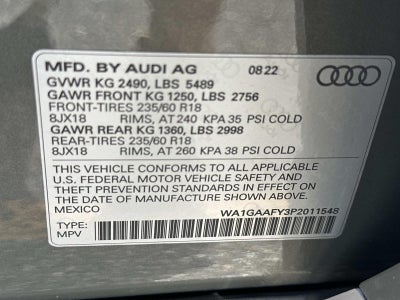 MFD. BY AUDI AG 08/22
GVWR KG 2490, LBS 5489
GAWR FRONT KG 1250, LBS 2756
FRONT-TIRES 235/60 R18
8JX18 RIMS, AT 240 KPA 35 PSI COLD
GAWR REAR KG 1360, LBS 2998
REAR-TIRES 235/60 R18
8JX18 RIMS, AT 260 KPA 38 PSI COLD
THIS VEHICLE CONFORMS TO ALL APPLICABLE
U.S. FEDERAL MOTOR VEHICLE SAFETY AND
THEFT PREVENTION STANDARDS IN EFFECT ON
THE DATE OF MANUFACTURE SHOWN ABOVE.
MEXICO WA1GAAFY3P2011548
TYPE:
MPV